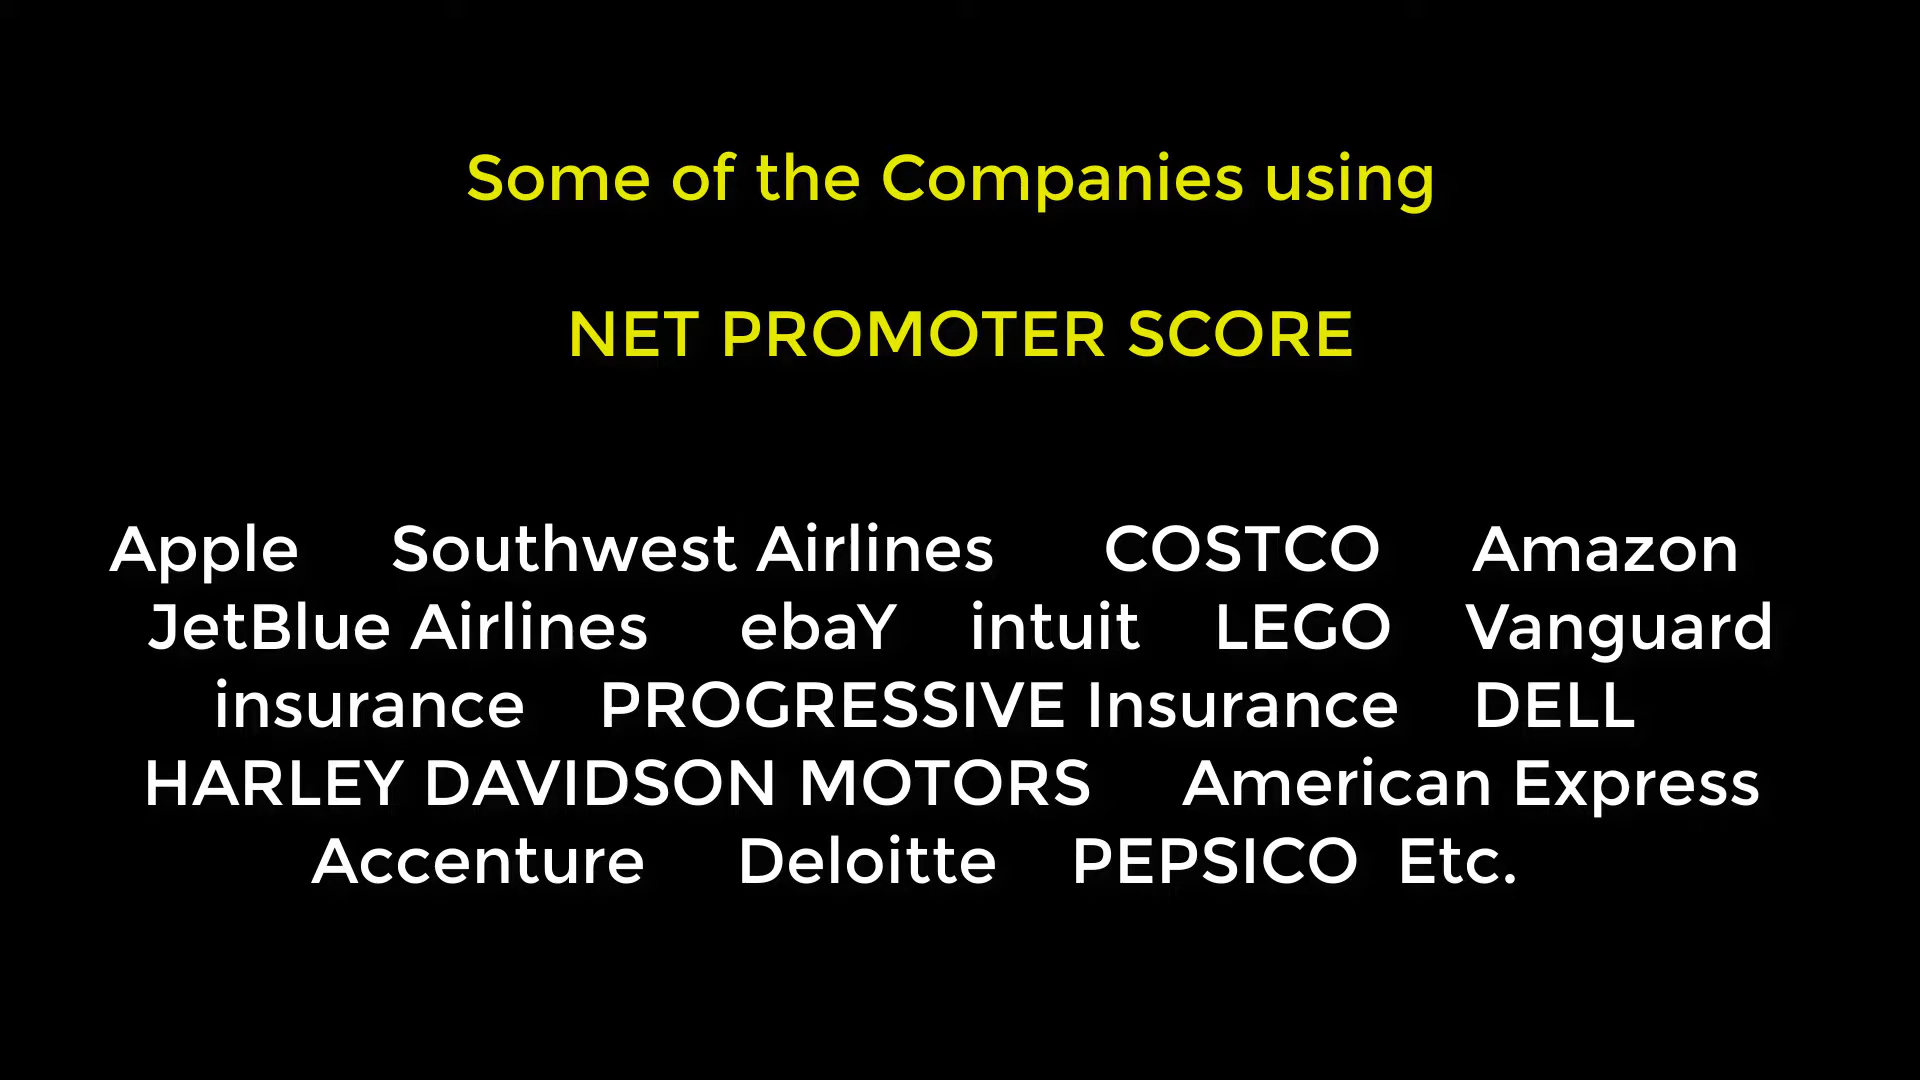 Some of the Companies using
NET PROMOTER SCORE
Apple Southwest Airlines COSTCO Amazon
JetBlue Airlines ebaY intuit LEGO Vanguard
insurance PROGRESSIVE Insurance DELL
HARLEY DAVIDSON MOTORS American Express
Accenture Deloitte PEPSICO Etc.